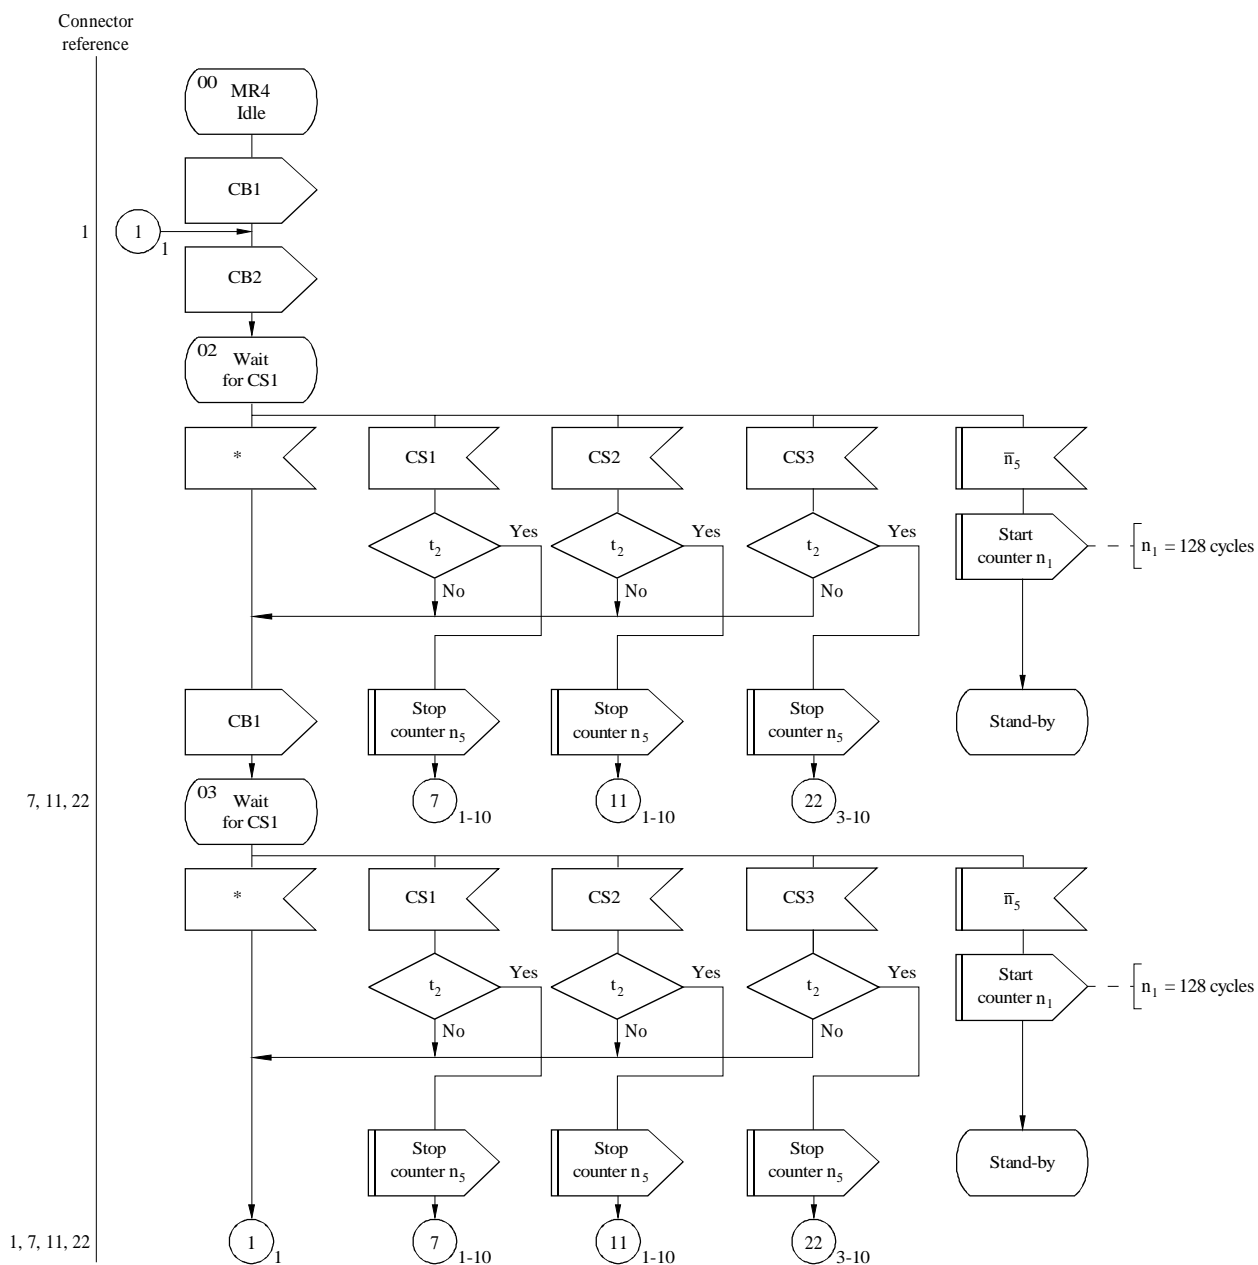 Connector
reference
00
MR4
Idle
CB1
1
1
1
CB2
02
Wait
for CS1
*
CS1
CS2
CS3
n̅5
t2
Yes
t2
Yes
t2
Yes
Start
counter n1
n1 = 128 cycles
No
No
No
CB1
Stop
counter n5
Stop
counter n5
Stop
counter n5
Stand-by
7, 11, 22
03
Wait
for CS1
7
1-10
11
1-10
22
3-10
*
CS1
CS2
CS3
n̅5
t2
Yes
t2
Yes
t2
Yes
Start
counter n1
n1 = 128 cycles
No
No
No
Stop
counter n5
Stop
counter n5
Stop
counter n5
Stand-by
1, 7, 11, 22
1
1
7
1-10
11
1-10
22
3-10